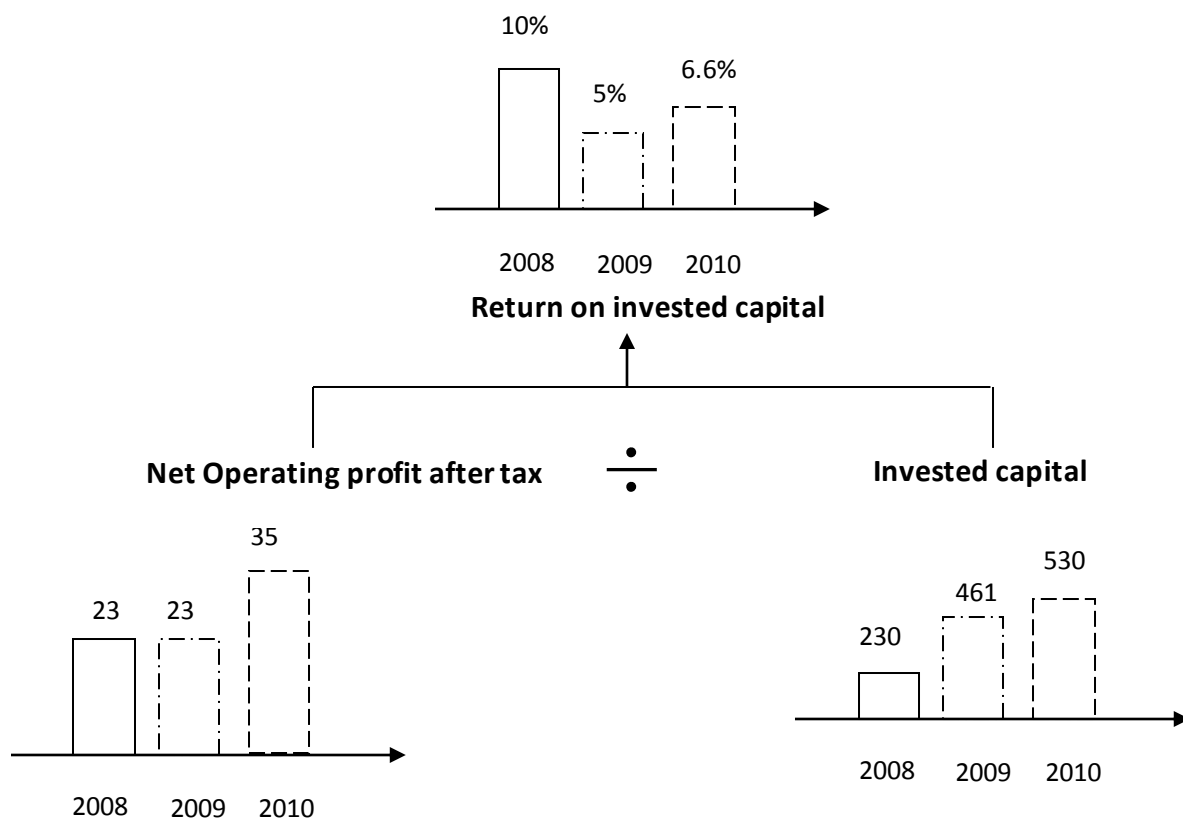 10%
5%
6.6%
2008 2009 2010
Return on invested capital
Net Operating profit after tax
÷
Invested capital
23 23 35
2008 2009 2010
230 461 530
2008 2009 2010